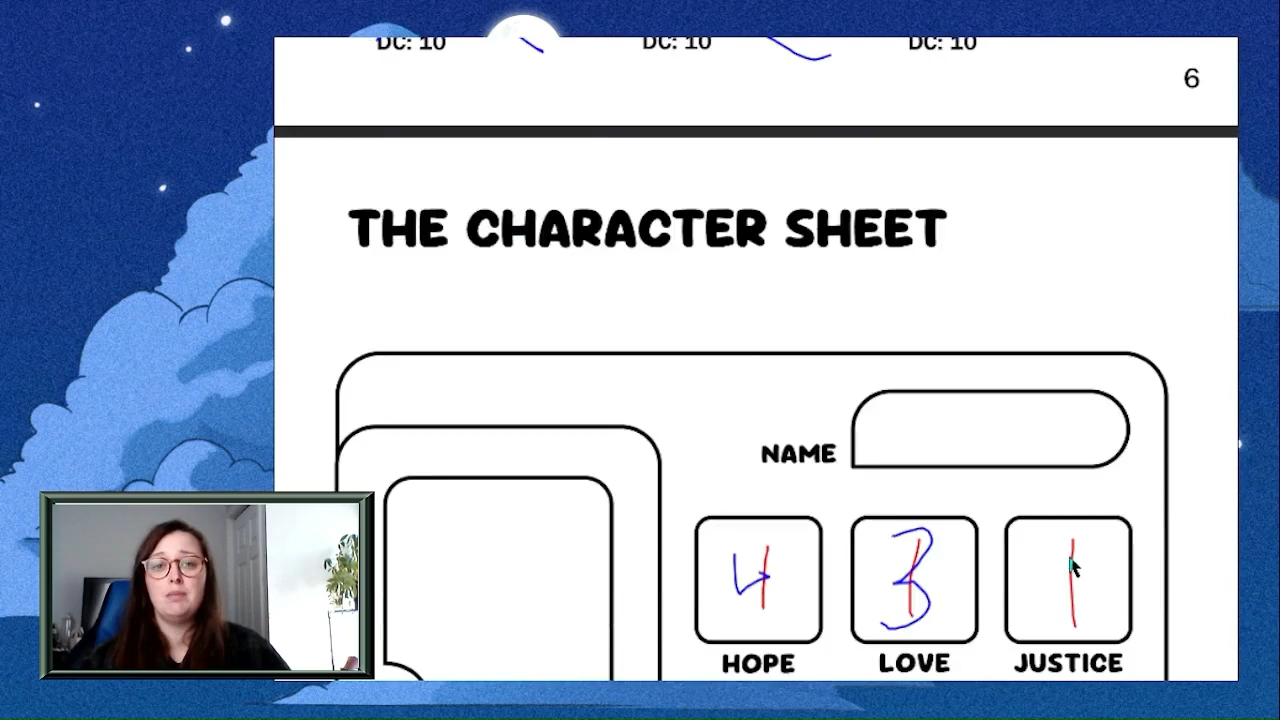 DC: 10 DC: 10 DC: 10
6
THE CHARACTER SHEET
NAME
4 3 1
HOPE LOVE JUSTICE